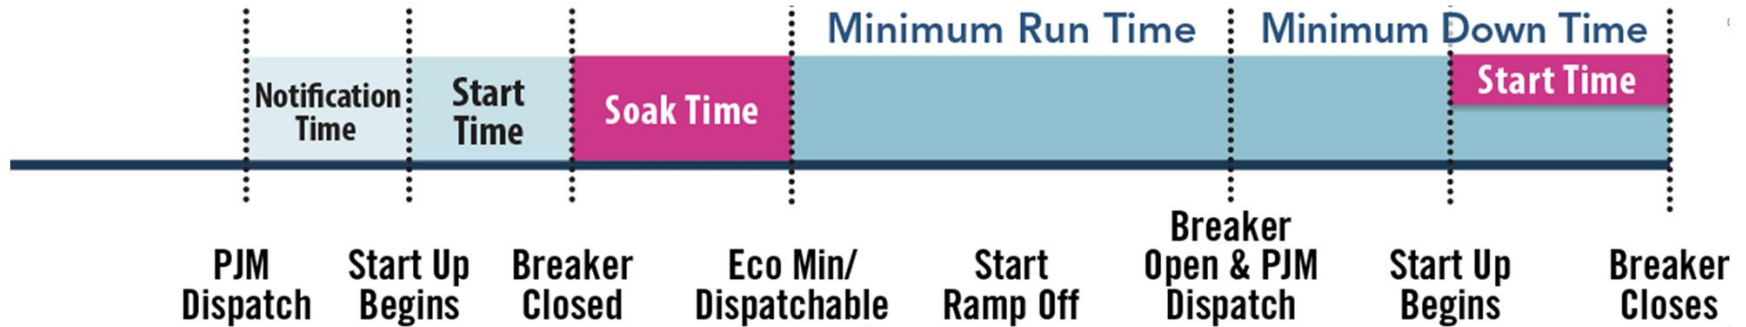 Minimum Run Time
Minimum Down Time
Notification
Time
Start
Time
Soak Time
Start Time
PJM
Dispatch
Start Up
Begins
Breaker
Closed
Eco Min/
Dispatchable
Start
Ramp Off
Breaker
Open & PJM
Dispatch
Start Up
Begins
Breaker
Closes